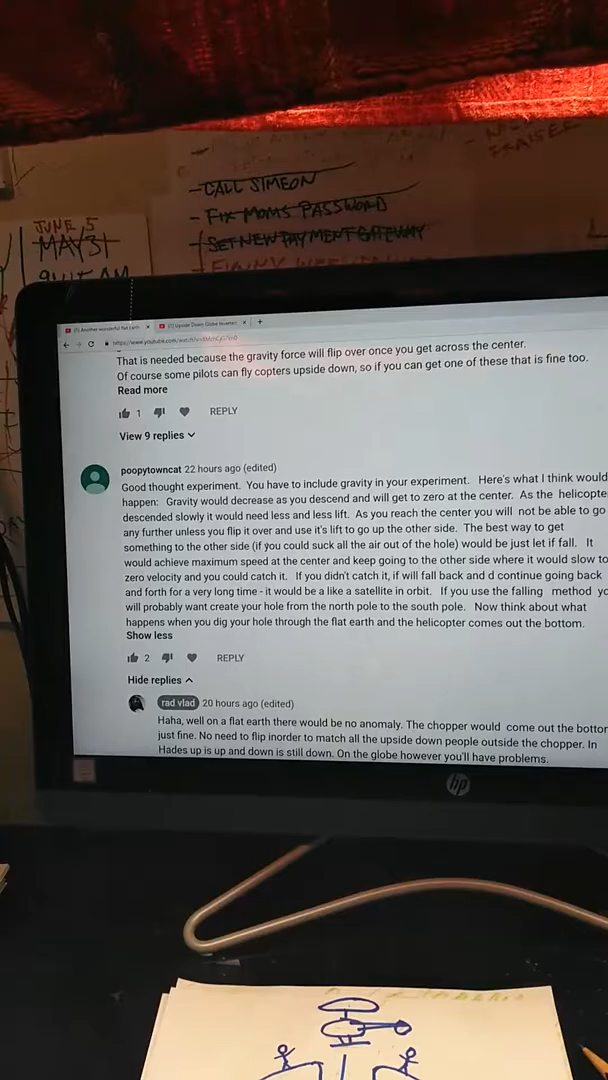 - CALL SIMEON
- FIX MOMS PASSWORD
- SET NEW PAYMENT GATEWAY
JUNE 5
MAY 31
(1) Another wonderful flat Earth
(1) Upside Down Globe Inverted
That is needed because the gravity force will flip over once you get across the center.
Of course some pilots can fly copters upside down, so if you can get one of these that is fine too.
Read more
1 REPLY
View 9 replies
poopytowncat 22 hours ago (edited)
Good thought experiment. You have to include gravity in your experiment. Here's what I think would
happen: Gravity would decrease as you descend and will get to zero at the center. As the helicopte
descended slowly it would need less and less lift. As you reach the center you will not be able to go
any further unless you flip it over and use it's lift to go up the other side. The best way to get
something to the other side (if you could suck all the air out of the hole) would be just let if fall. It
would achieve maximum speed at the center and keep going to the other side where it would slow to
zero velocity and you could catch it. If you didn't catch it, if will fall back and d continue going back
and forth for a very long time - it would be a like a satellite in orbit. If you use the falling method yo
will probably want create your hole from the north pole to the south pole. Now think about what
happens when you dig your hole through the flat earth and the helicopter comes out the bottom.
Show less
2 REPLY
Hide replies
rad vlad 20 hours ago (edited)
Haha, well on a flat earth there would be no anomaly. The chopper would come out the bottor
just fine. No need to flip inorder to match all the upside down people outside the chopper. In
Hades up is up and down is still down. On the globe however you'll have problems.
hp